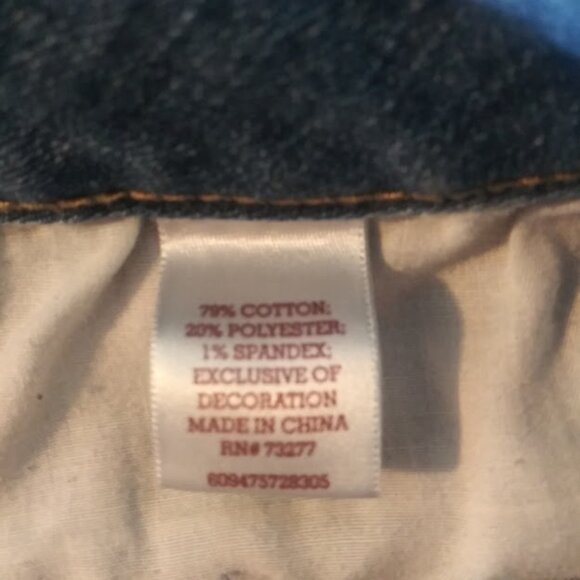 79% COTTON;
20% POLYESTER;
1% SPANDEX;
EXCLUSIVE OF
DECORATION
MADE IN CHINA
RN# 73277
609475728305